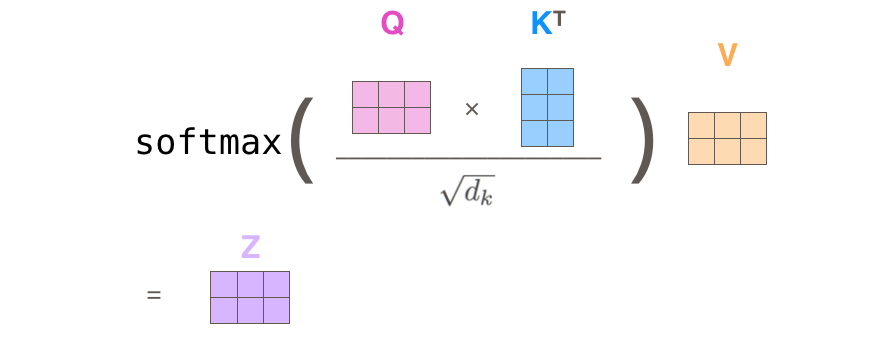 Q K^T V
softmax ( × ) 
√d_k
Z
=